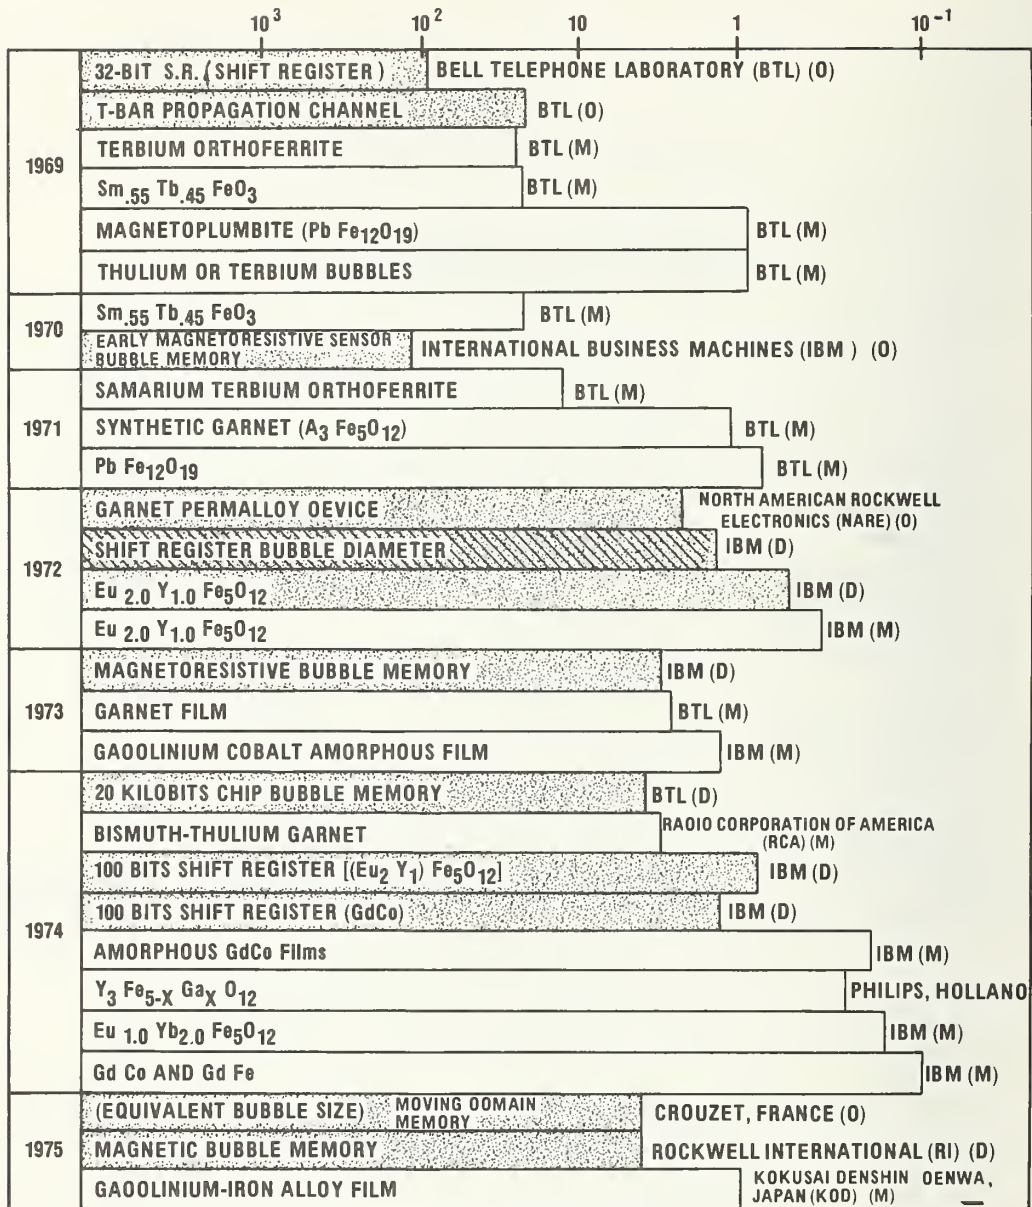 10³ 10² 10 1 10⁻¹
1969
32-BIT S.R. (SHIFT REGISTER) BELL TELEPHONE LABORATORY (BTL) (O)
T-BAR PROPAGATION CHANNEL BTL (O)
TERBIUM ORTHOFERRITE BTL (M)
Sm.55 Tb.45 FeO3 BTL (M)
MAGNETOPLUMBITE (Pb Fe12O19) BTL (M)
THULIUM OR TERBIUM BUBBLES BTL (M)
1970
Sm.55 Tb.45 FeO3 BTL (M)
EARLY MAGNETORESISTIVE SENSOR
BUBBLE MEMORY
INTERNATIONAL BUSINESS MACHINES (IBM ) (O)
1971
SAMARIUM TERBIUM ORTHOFERRITE BTL (M)
SYNTHETIC GARNET (A3 Fe5O12) BTL (M)
Pb Fe12O19 BTL (M)
1972
GARNET PERMALLOY OEVICE
NORTH AMERICAN ROCKWELL
ELECTRONICS (NARE) (O)
SHIFT REGISTER BUBBLE DIAMETER IBM (D)
Eu 2.0 Y1.0 Fe5O12 IBM (D)
Eu 2.0 Y1.0 Fe5O12 IBM (M)
1973
MAGNETORESISTIVE BUBBLE MEMORY IBM (D)
GARNET FILM BTL (M)
GAOOLINIUM COBALT AMORPHOUS FILM IBM (M)
1974
20 KILOBITS CHIP BUBBLE MEMORY BTL (D)
BISMUTH-THULIUM GARNET
RAOIO CORPORATION OF AMERICA
(RCA) (M)
100 BITS SHIFT REGISTER [(Eu2 Y1) Fe5O12] IBM (D)
100 BITS SHIFT REGISTER (GdCo) IBM (D)
AMORPHOUS GdCo Films IBM (M)
Y3 Fe5-X GaX O12 PHILIPS, HOLLANO
Eu 1.0 Yb2.0 Fe5O12 IBM (M)
Gd Co AND Gd Fe IBM (M)
1975
(EQUIVALENT BUBBLE SIZE) MOVING OOMAIN
MEMORY
CROUZET, FRANCE (O)
MAGNETIC BUBBLE MEMORY ROCKWELL INTERNATIONAL (RI) (D)
GAOOLINIUM-IRON ALLOY FILM
KOKUSAI DENSHIN OENWA,
JAPAN (KOD) (M)